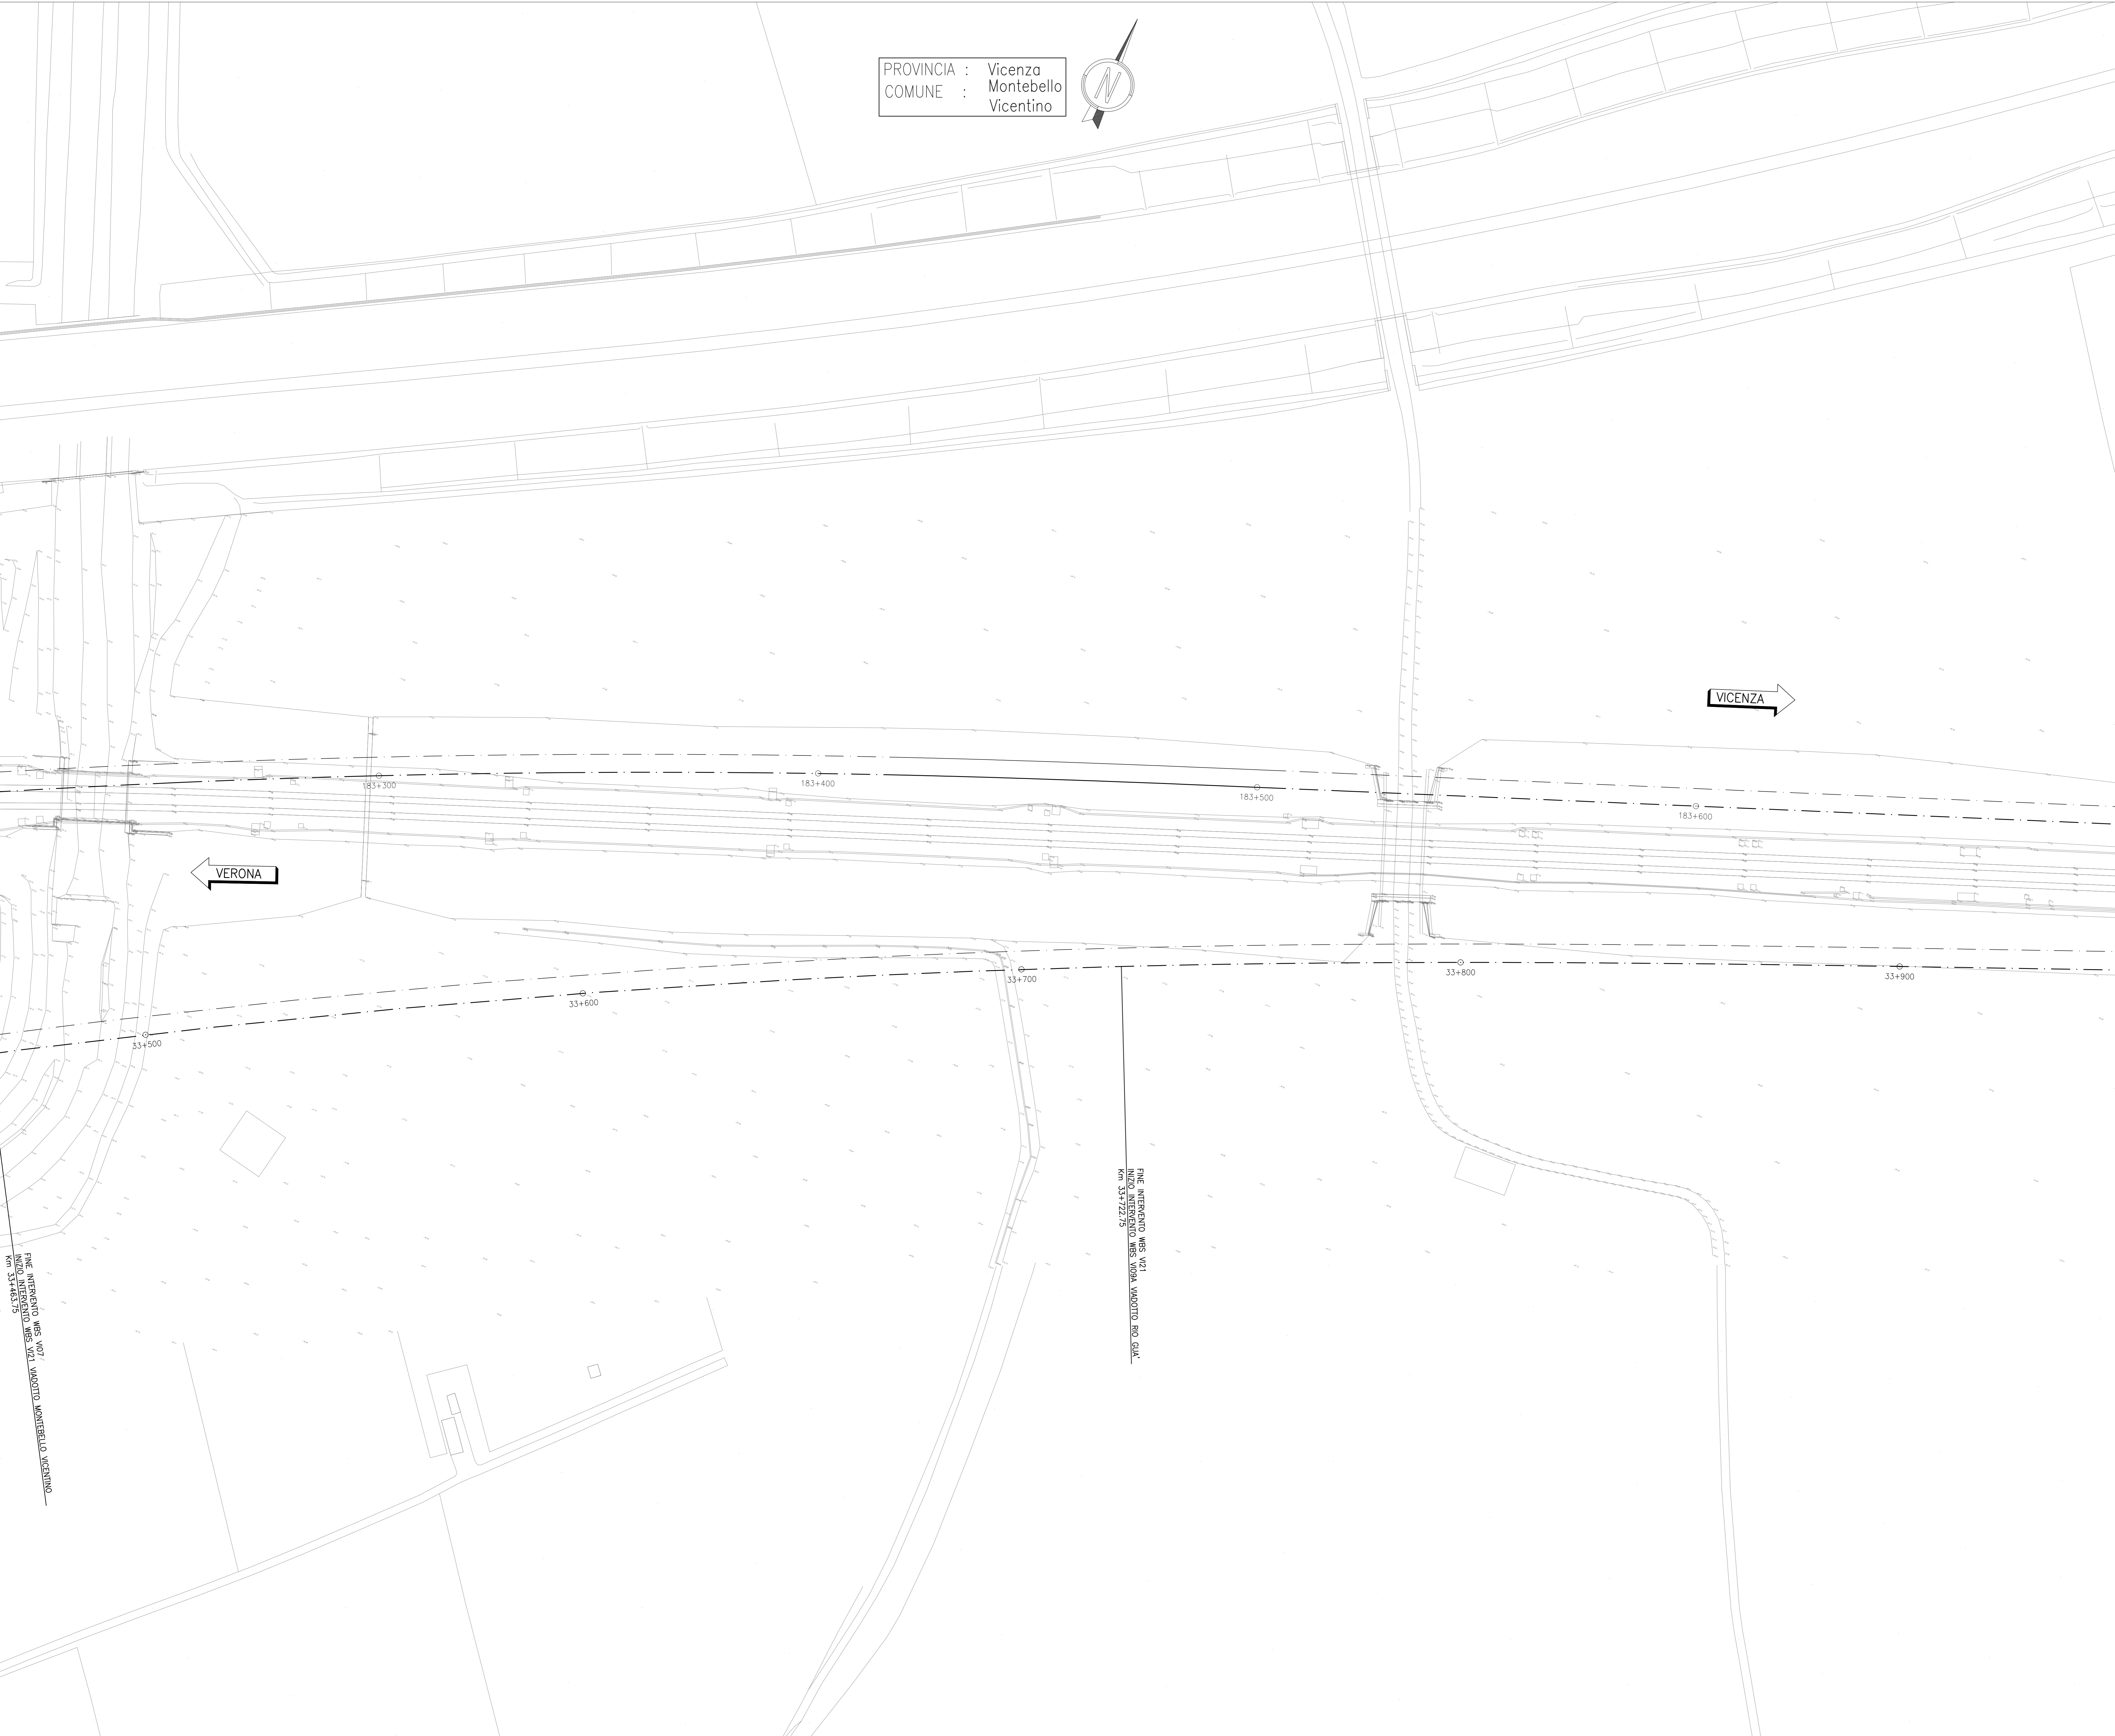 PROVINCIA : Vicenza
COMUNE : Montebello
Vicentino
N
VICENZA
183+300
183+400
183+500
183+600
VERONA
33+500
33+600
33+700
33+800
33+900
FINE INTERVENTO WBS VI21
INIZIO INTERVENTO WBS VI09A VIADOTTO RIO GUA'
Km 33+722.75
FINE INTERVENTO WBS VI07
INIZIO INTERVENTO WBS VI21 VIADOTTO MONTEBELLO VICENTINO
Km 33+463.75